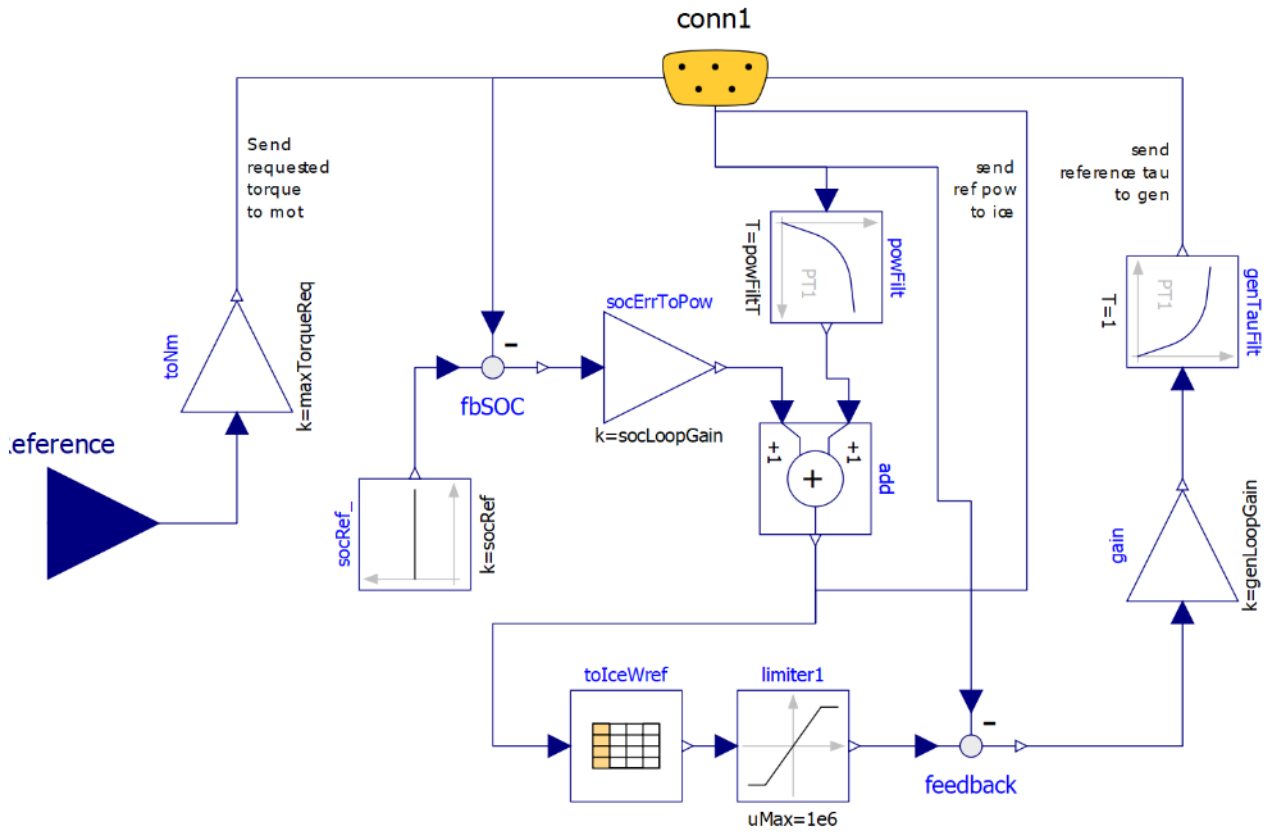 conn1
Send
requested
torque
to mot
send
ref pow
to ice
send
reference tau
to gen
T=powFiltT
PT1
powFilt
PT1
T=1
genTauFilt
toNm
k=maxTorqueReq
socErrToPow
fbSOC
k=socLoopGain
eference
+1
+1
+
add
socRef_
k=socRef
gain
k=genLoopGain
toIceWref
limiter1
feedback
uMax=1e6